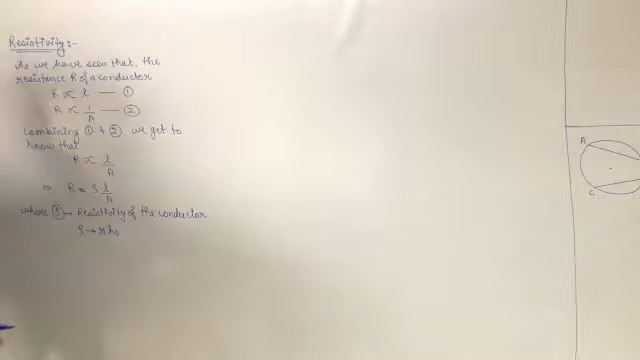 Resistivity:-
As we have seen that, the
resistance R of a conductor
R ∝ l — ①
R ∝ 1/A — ②
Combining ① & ②, we get to
know that
R ∝ l/A
⇒ R = ρ l/A
where ρ → Resistivity of the conductor
ρ → rho
A
C